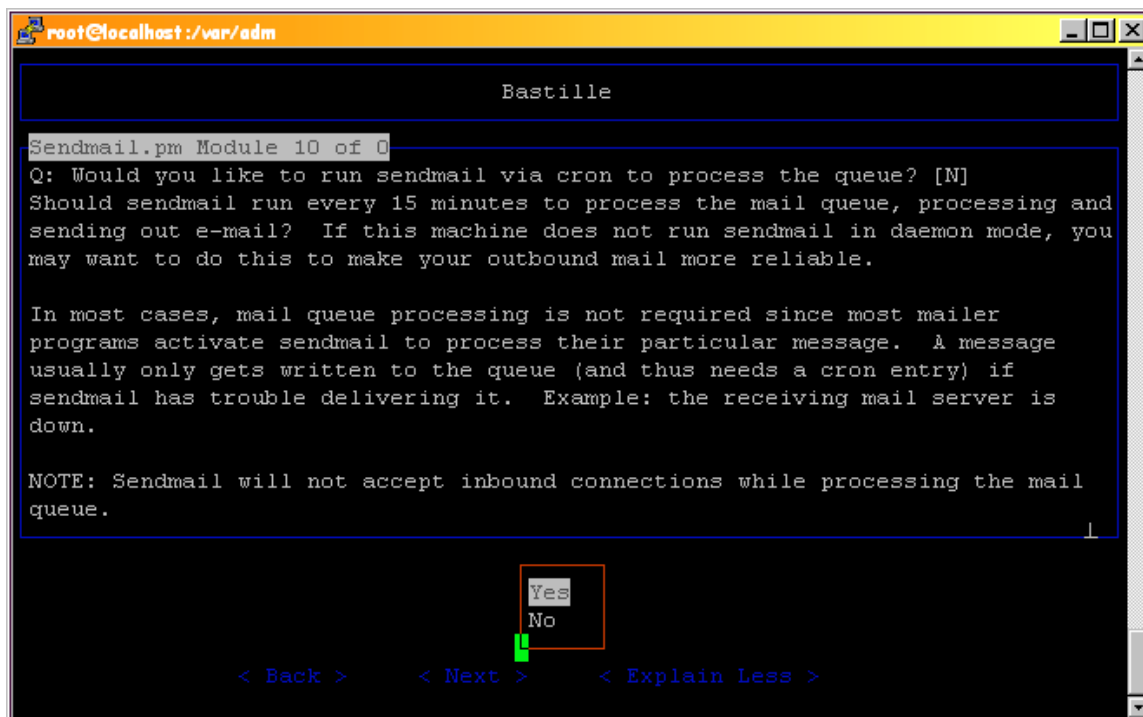 root@localhost:/var/adm
Bastille
Sendmail.pm Module 10 of 0
Q: Would you like to run sendmail via cron to process the queue? [N]
Should sendmail run every 15 minutes to process the mail queue, processing and
sending out e-mail?  If this machine does not run sendmail in daemon mode, you
may want to do this to make your outbound mail more reliable.
In most cases, mail queue processing is not required since most mailer
programs activate sendmail to process their particular message.  A message
usually only gets written to the queue (and thus needs a cron entry) if
sendmail has trouble delivering it.  Example: the receiving mail server is
down.
NOTE: Sendmail will not accept inbound connections while processing the mail
queue.
Yes
No
< Back > < Next > < Explain Less >